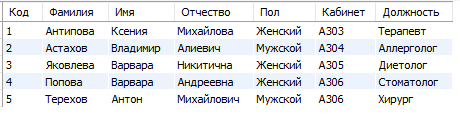 Код Фамилия Имя Отчество Пол Кабинет Должность
1 Антипова Ксения Михайлова Женский А303 Терапевт
2 Астахов Владимир Алиевич Мужской А304 Аллерголог
3 Яковлева Варвара Никитична Женский А305 Диетолог
4 Попова Варвара Андреевна Женский А306 Стоматолог
5 Терехов Антон Михайлович Мужской А306 Хирург